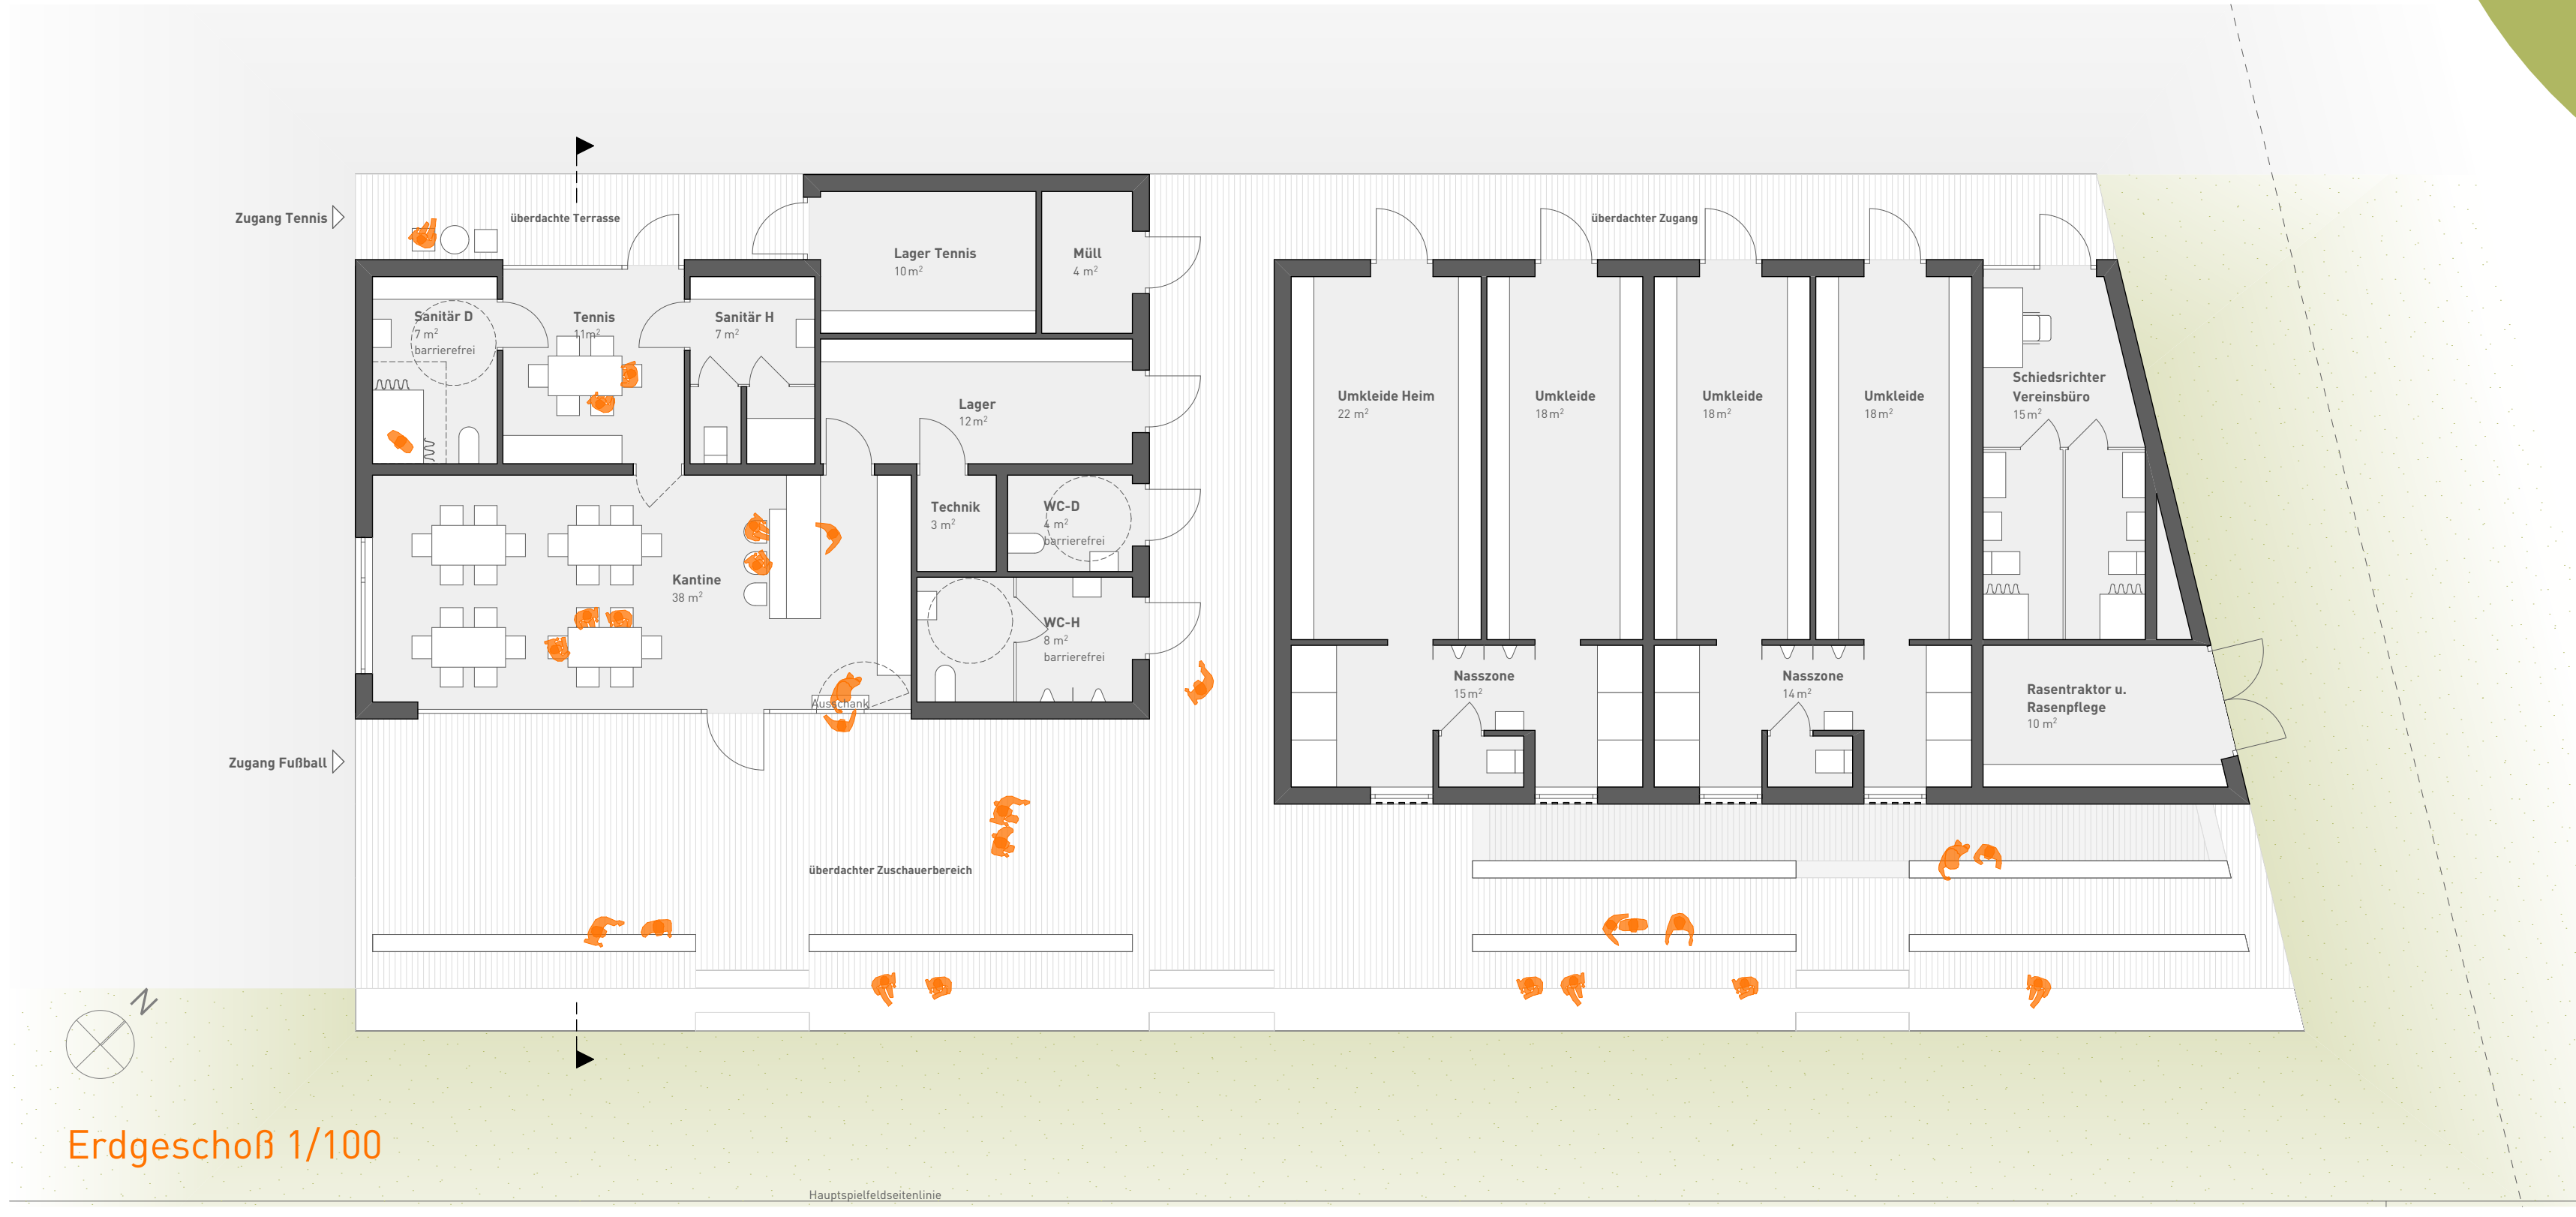 Zugang Tennis
überdachte Terrasse
überdachter Zugang
Lager Tennis
10 m²
Müll
4 m²
Sanitär D
7 m²
barrierefrei
Tennis
11m²
Sanitär H
7 m²
Lager
12 m²
Umkleide Heim
22 m²
Umkleide
18 m²
Umkleide
18 m²
Umkleide
18 m²
Schiedsrichter
Vereinsbüro
15 m²
Technik
3 m²
WC-D
4 m²
barrierefrei
Kantine
38 m²
WC-H
8 m²
barrierefrei
Ausschank
Nasszone
15 m²
Nasszone
14 m²
Rasentraktor u.
Rasenpflege
10 m²
Zugang Fußball
überdachter Zuschauerbereich
N
Erdgeschoß 1/100
Hauptspielfeldseitenlinie